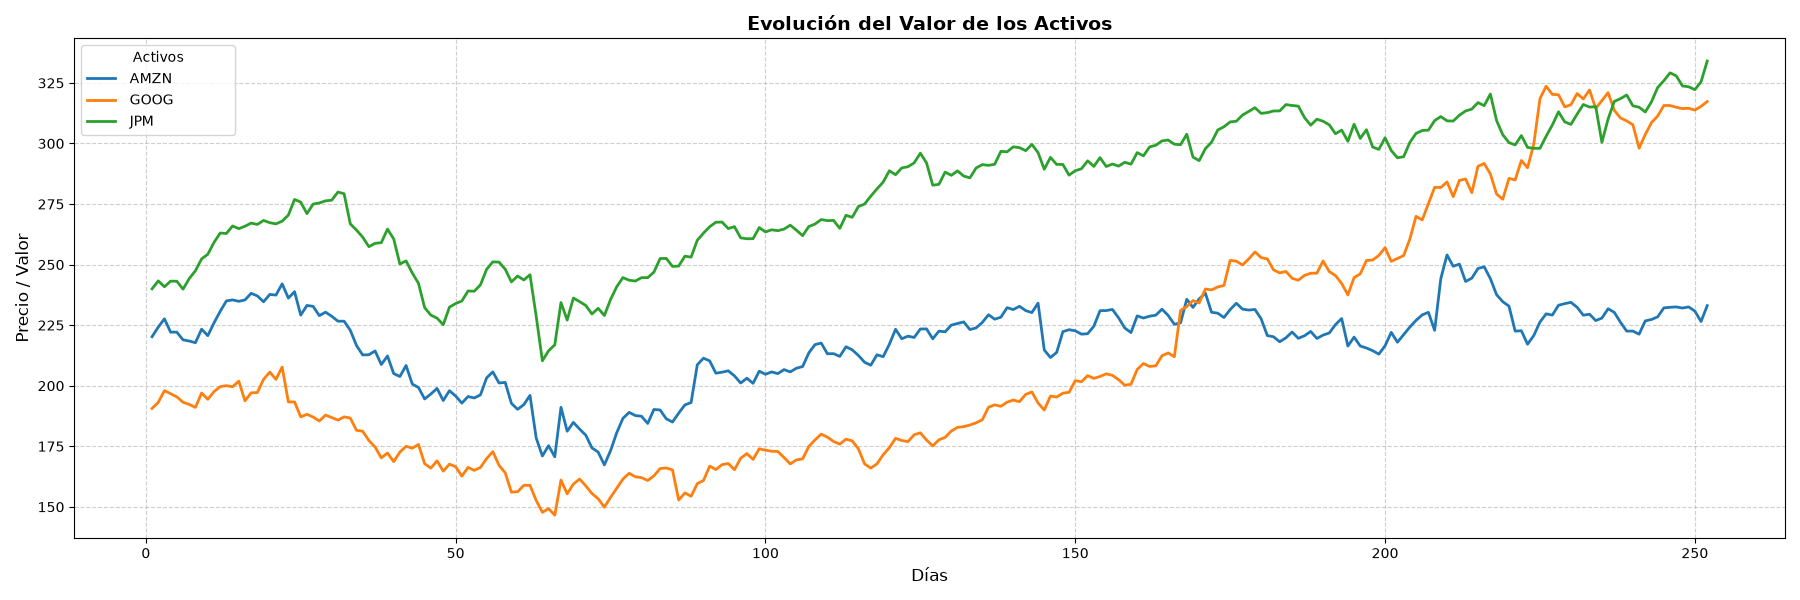 Evolución del Valor de los Activos
Activos
AMZN
GOOG
JPM
Precio / Valor
325
300
275
250
225
200
175
150
0 50 100 150 200 250
Días